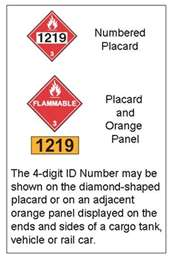 1219
Numbered
Placard
3
FLAMMABLE
3
Placard
and
Orange
Panel
1219
The 4-digit ID Number may be
shown on the diamond-shaped
placard or on an adjacent
orange panel displayed on the
ends and sides of a cargo tank,
vehicle or rail car.